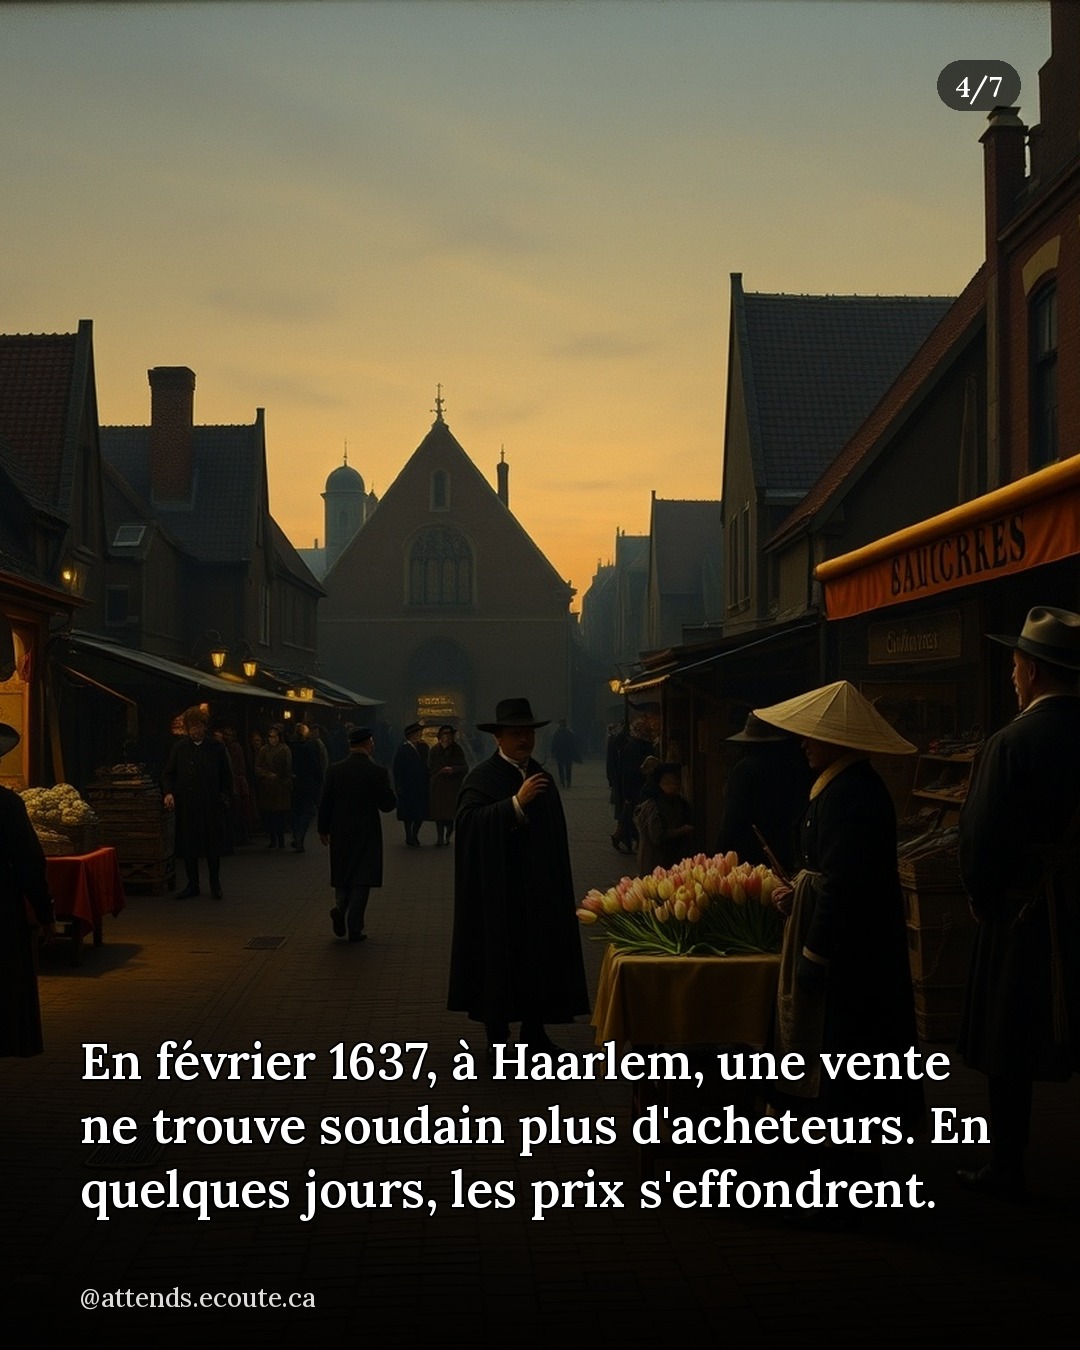 4/7
En février 1637, à Haarlem, une vente
ne trouve soudain plus d'acheteurs. En
quelques jours, les prix s'effondrent.
@attends.ecoute.ca